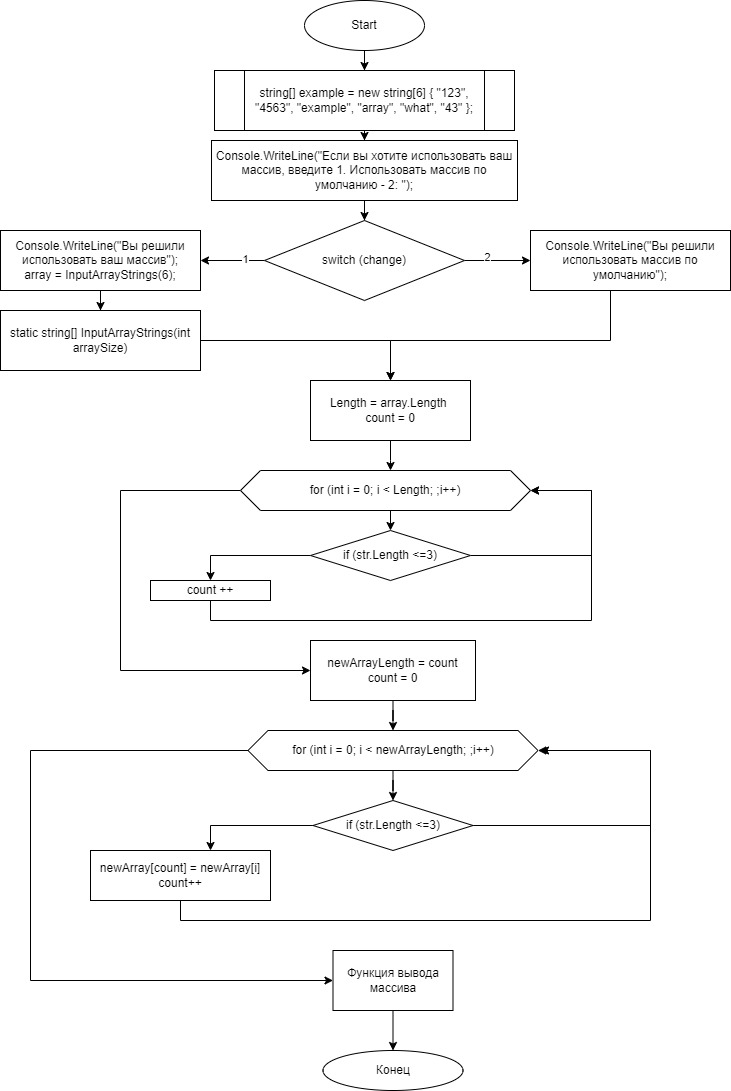 Start
string[] example = new string[6] { "123",
"4563", "example", "array", "what", "43" };
Console.WriteLine("Если вы хотите использовать ваш
массив, введите 1. Использовать массив по
умолчанию - 2: ");
Console.WriteLine("Вы решили
использовать ваш массив");
array = InputArrayStrings(6);
1
switch (change)
2
Console.WriteLine("Вы решили
использовать массив по
умолчанию");
static string[] InputArrayStrings(int
arraySize)
Length = array.Length
count = 0
for (int i = 0; i < Length; ;i++)
if (str.Length <=3)
count ++
newArrayLength = count
count = 0
for (int i = 0; i < newArrayLength; ;i++)
if (str.Length <=3)
newArray[count] = newArray[i]
count++
Функция вывода
массива
Конец